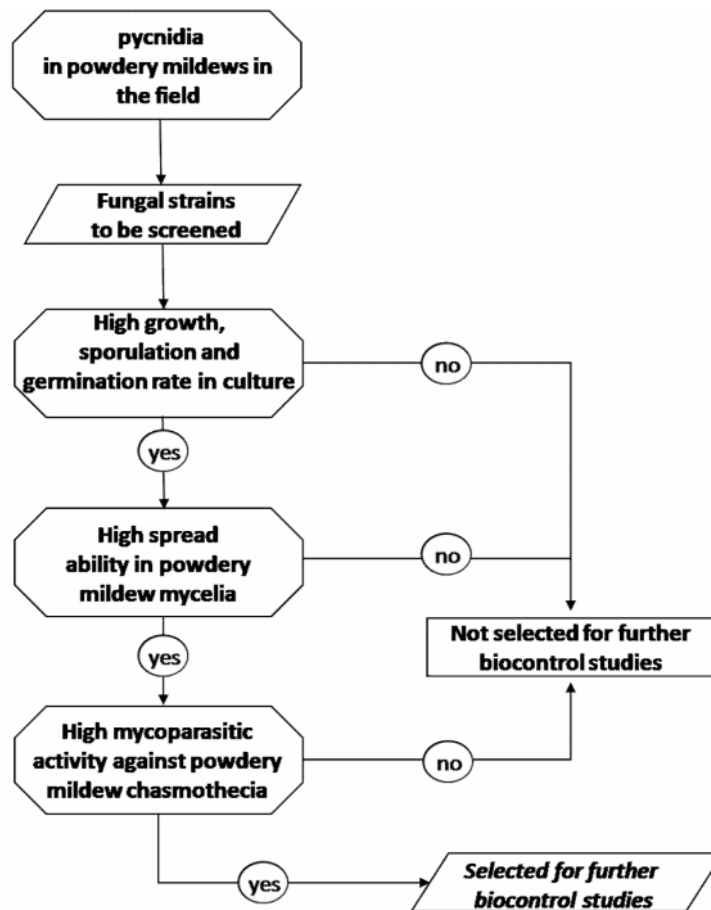 pycnidia
in powdery mildews in
the field
Fungal strains
to be screened
High growth,
sporulation and
germination rate in culture
no
yes
High spread
ability in powdery
mildew mycelia
no
yes
Not selected for further
biocontrol studies
High mycoparasitic
activity against powdery
mildew chasmothecia
no
yes
Selected for further
biocontrol studies